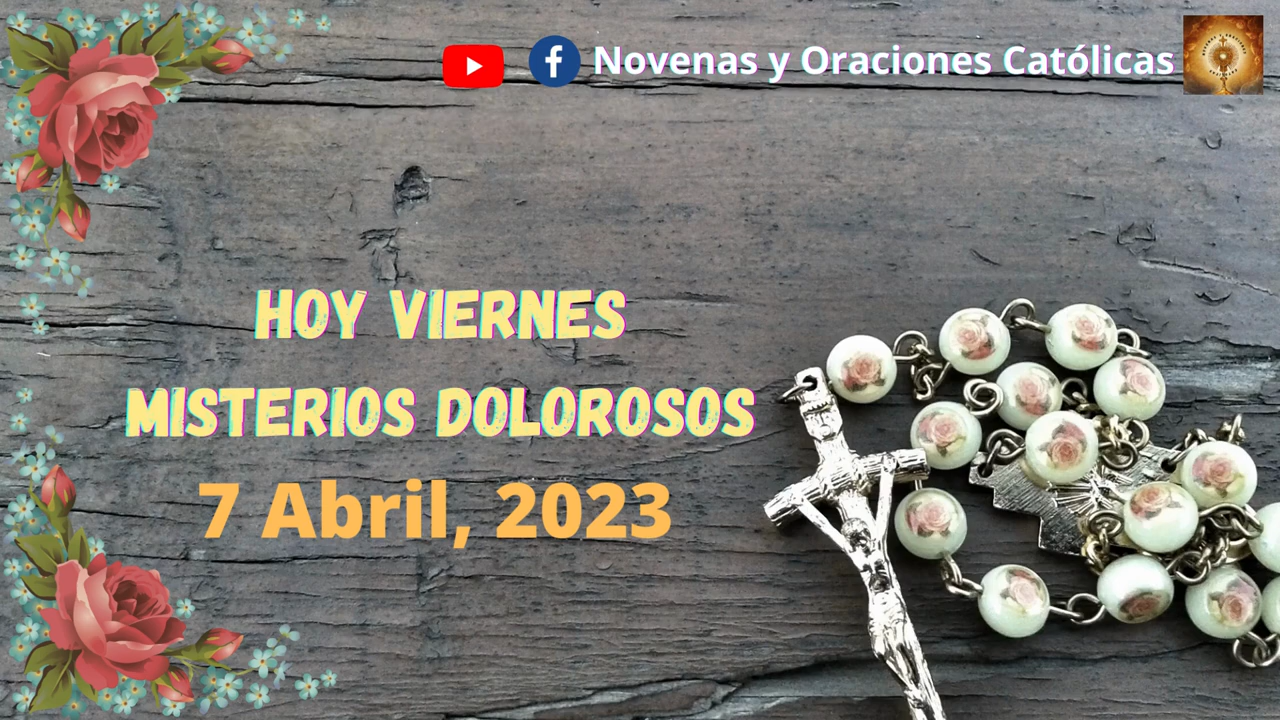 Novenas y Oraciones Católicas
HOY VIERNES
MISTERIOS DOLOROSOS
7 Abril, 2023